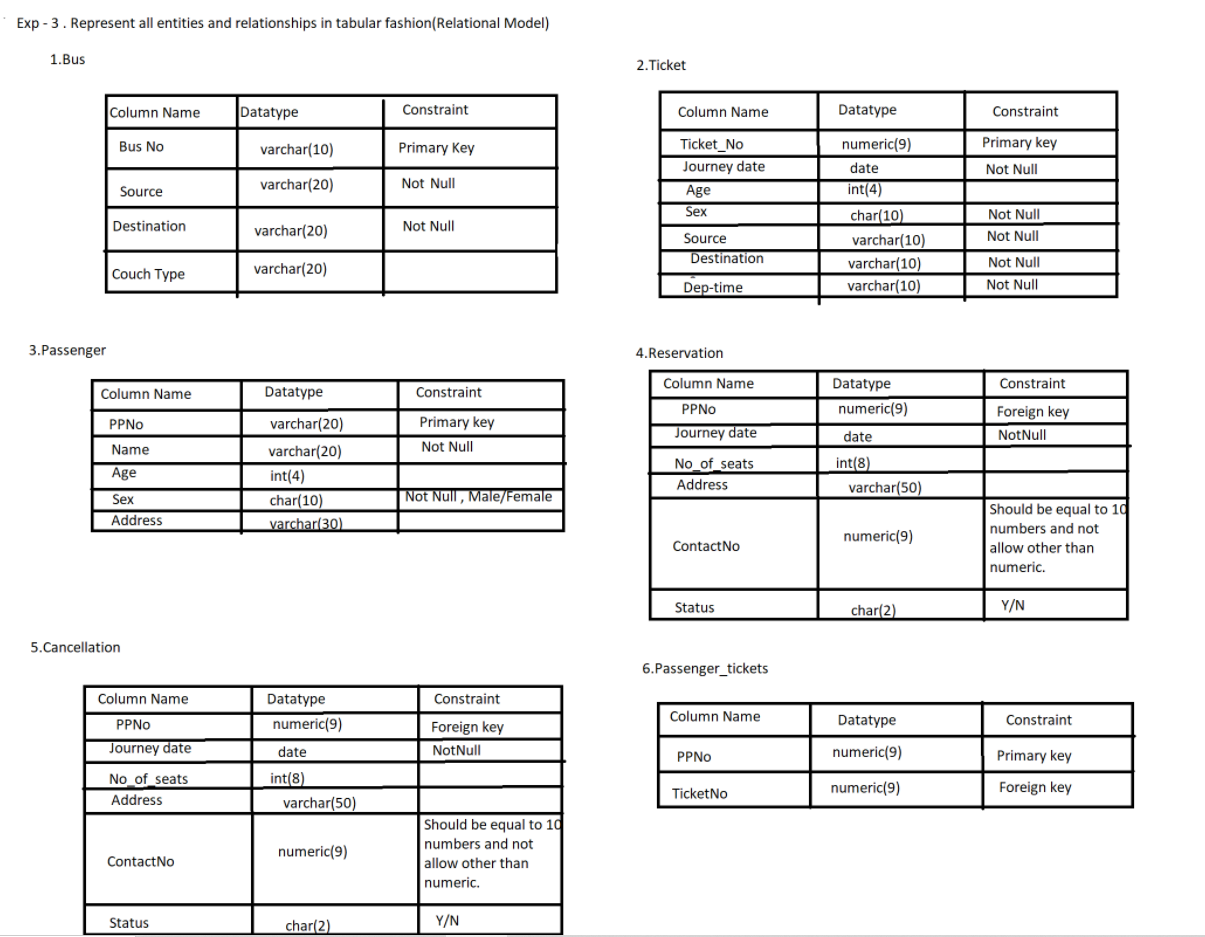 Exp - 3 . Represent all entities and relationships in tabular fashion(Relational Model)
1.Bus
Column Name Datatype Constraint
Bus No varchar(10) Primary Key
Source varchar(20) Not Null
Destination varchar(20) Not Null
Couch Type varchar(20)
2.Ticket
Column Name Datatype Constraint
Ticket_No numeric(9) Primary key
Journey date date Not Null
Age int(4)
Sex char(10) Not Null
Source varchar(10) Not Null
Destination varchar(10) Not Null
Dep-time varchar(10) Not Null
3.Passenger
Column Name Datatype Constraint
PPNo varchar(20) Primary key
Name varchar(20) Not Null
Age int(4)
Sex char(10) Not Null , Male/Female
Address varchar(30)
4.Reservation
Column Name Datatype Constraint
PPNo numeric(9) Foreign key
Journey date date NotNull
No_of_seats int(8)
Address varchar(50)
ContactNo numeric(9) Should be equal to 10
numbers and not
allow other than
numeric.
Status char(2) Y/N
5.Cancellation
Column Name Datatype Constraint
PPNo numeric(9) Foreign key
Journey date date NotNull
No_of_seats int(8)
Address varchar(50)
ContactNo numeric(9) Should be equal to 10
numbers and not
allow other than
numeric.
Status char(2) Y/N
6.Passenger_tickets
Column Name Datatype Constraint
PPNo numeric(9) Primary key
TicketNo numeric(9) Foreign key